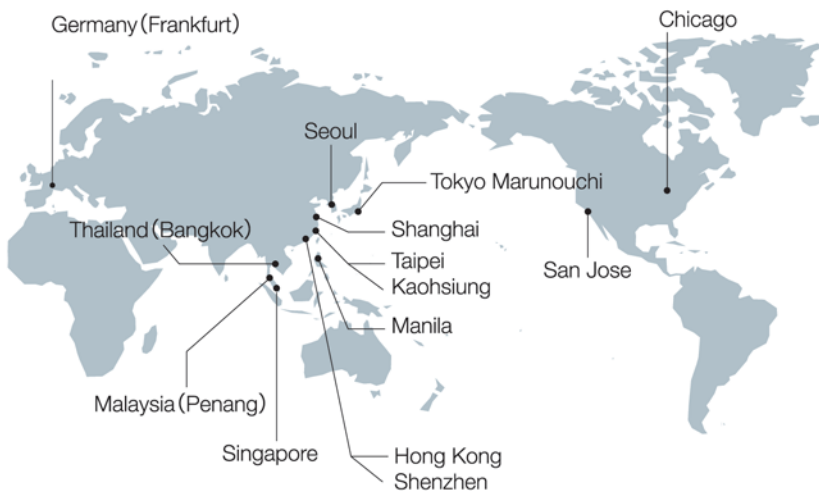 Germany(Frankfurt)
Chicago
Seoul
Tokyo Marunouchi
Thailand(Bangkok)
Shanghai
Taipei
Kaohsiung
San Jose
Manila
Malaysia(Penang)
Singapore
Hong Kong
Shenzhen